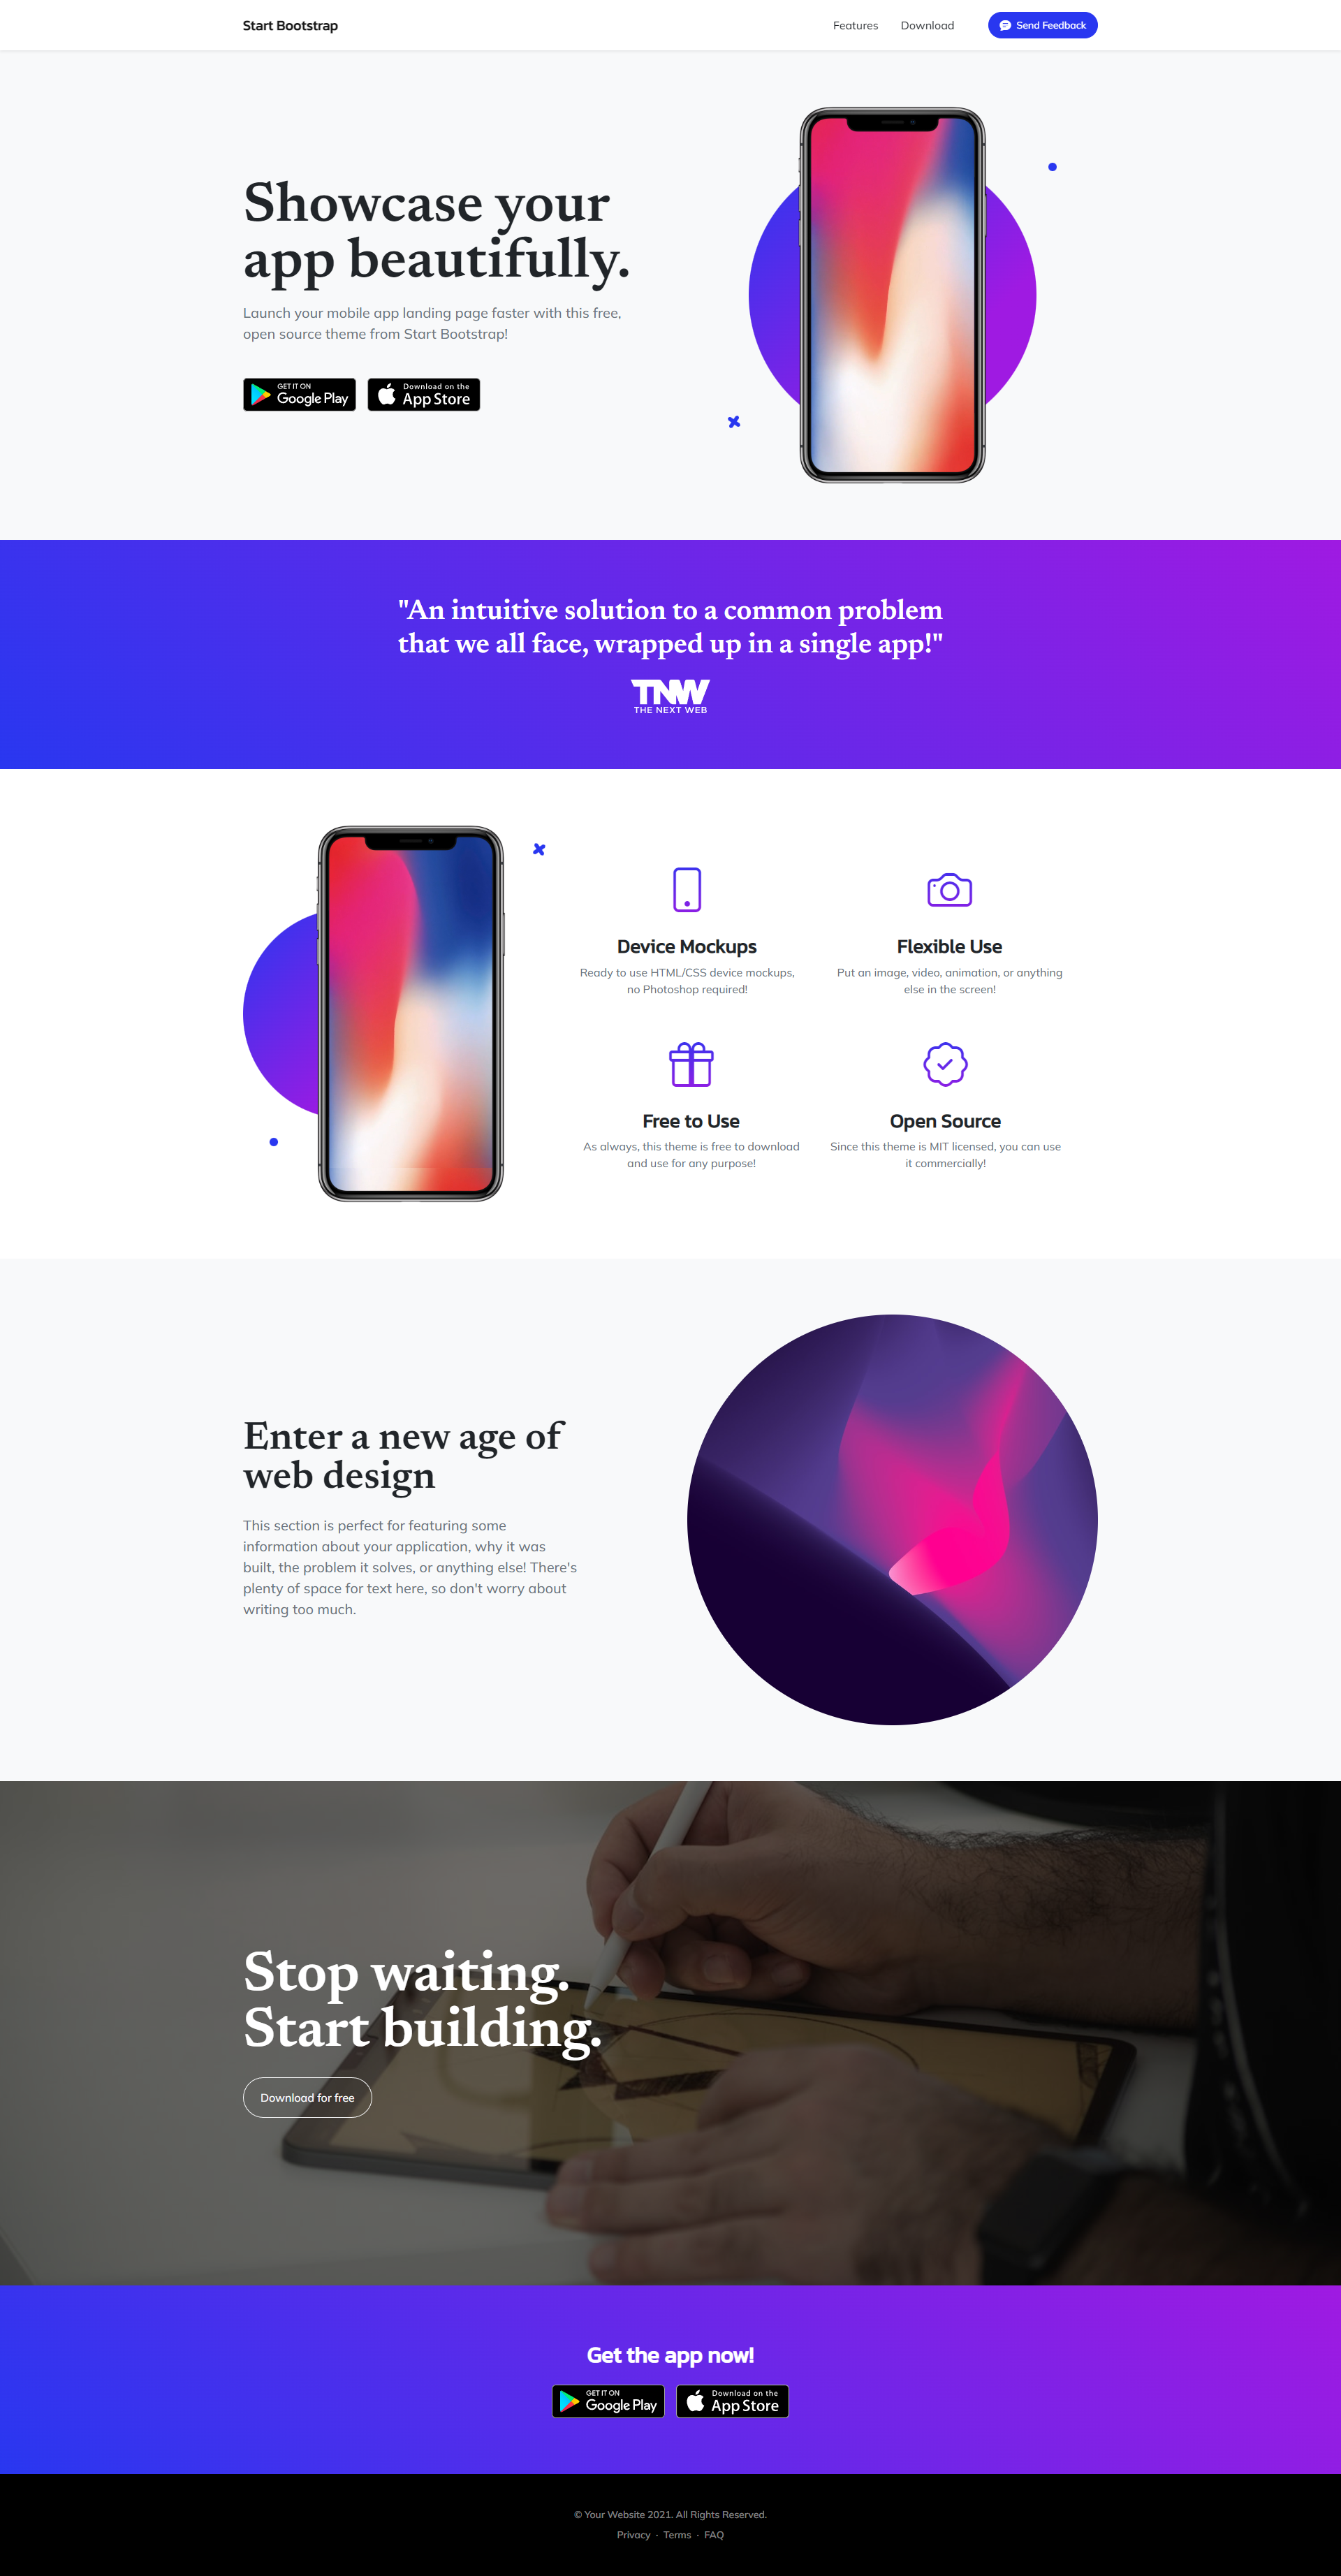 Start Bootstrap
Features
Download
Send Feedback
Showcase your
app beautifully.
Launch your mobile app landing page faster with this free,
open source theme from Start Bootstrap!
GET IT ON
Google Play
Download on the
App Store
"An intuitive solution to a common problem
that we all face, wrapped up in a single app!"
TNW
THE NEXT WEB
Device Mockups
Ready to use HTML/CSS device mockups,
no Photoshop required!
Flexible Use
Put an image, video, animation, or anything
else in the screen!
Free to Use
As always, this theme is free to download
and use for any purpose!
Open Source
Since this theme is MIT licensed, you can use
it commercially!
Enter a new age of
web design
This section is perfect for featuring some
information about your application, why it was
built, the problem it solves, or anything else! There's
plenty of space for text here, so don't worry about
writing too much.
Stop waiting.
Start building.
Download for free
Get the app now!
GET IT ON
Google Play
Download on the
App Store
© Your Website 2021. All Rights Reserved.
Privacy · Terms · FAQ